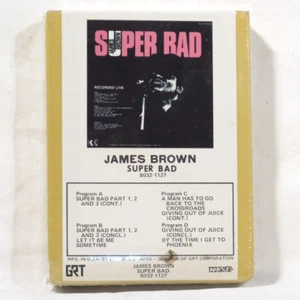 SUPER BAD
RECORDED LIVE
JAMES BROWN
SUPER BAD
8032-1127
Program A
SUPER BAD PART 1, 2
AND 3 (CONT.)
Program C
A MAN HAS TO GO
BACK TO THE
CROSSROADS
GIVING OUT OF JUICE
(CONT.)
Program B
SUPER BAD PART 1, 2
AND 3 (CONCL.)
LET IT BE ME
SOMETIME
Program D
GIVING OUT OF JUICE
(CONCL.)
BY THE TIME I GET TO
PHOENIX
OF GRT CORPORATION
GRT
JAMES BROWN
SUPER BAD
8032-1127